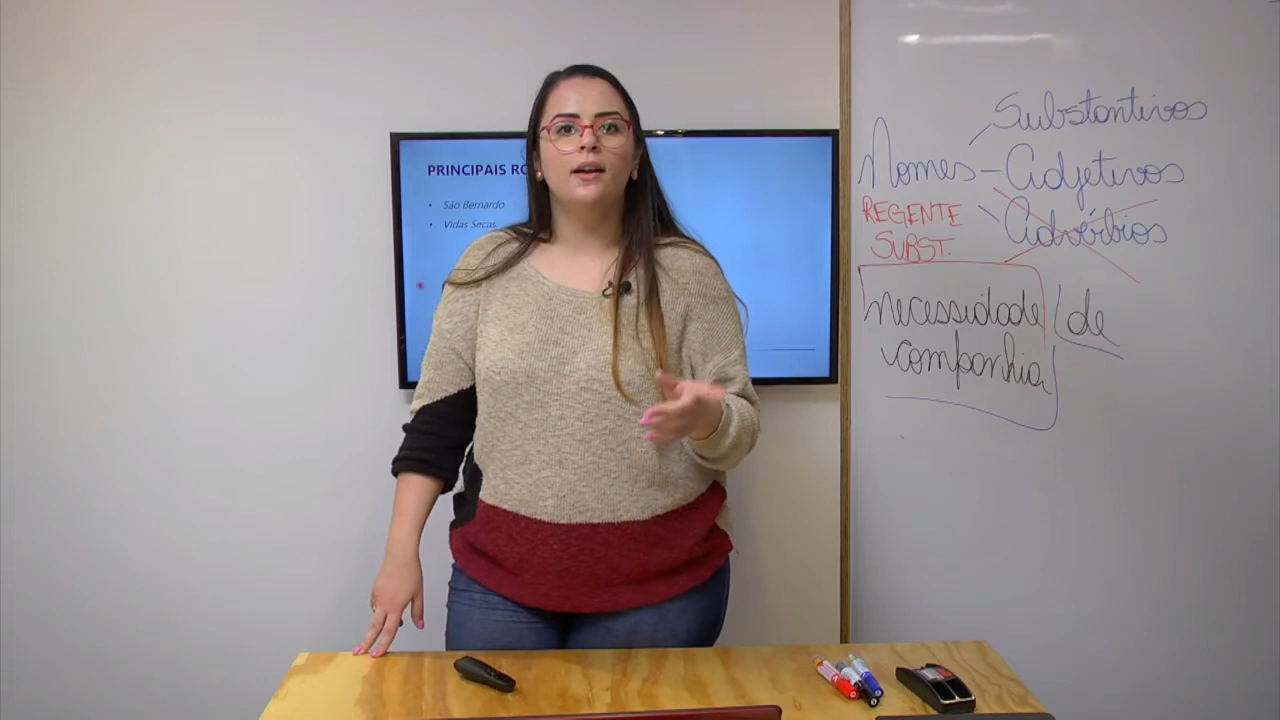 PRINCIPAIS RO
• São Bernardo
• Vidas Secas.
Substantivos
Nomes - Adjetivos
REGENTE
Advérbios
SUBST.
necessidade de
companhia